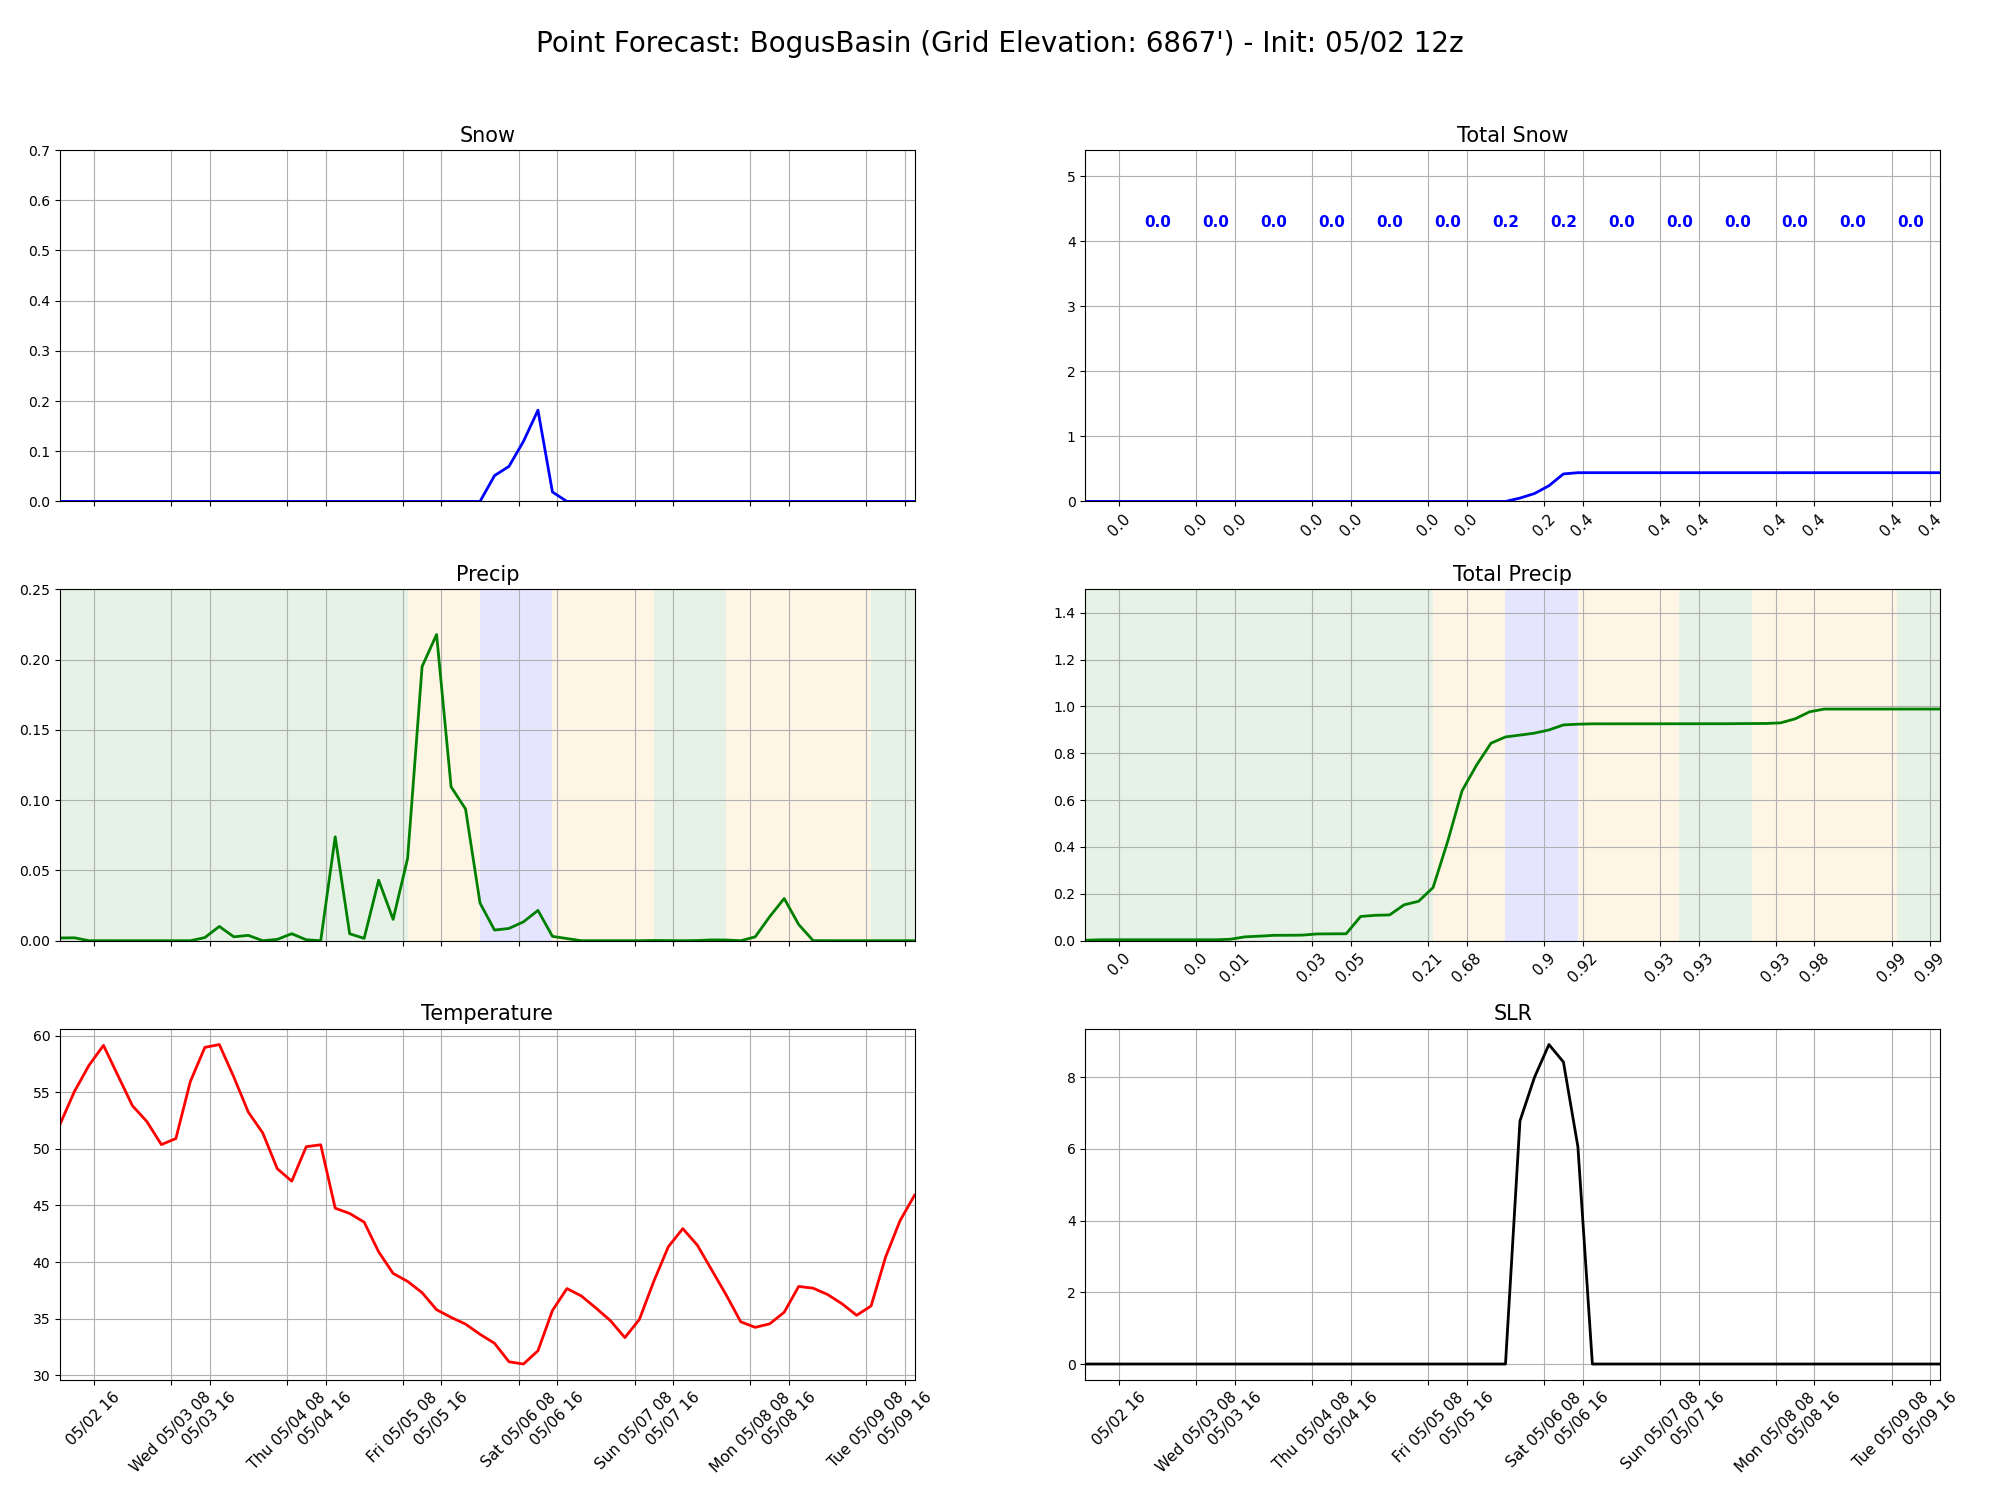 Point Forecast: BogusBasin (Grid Elevation: 6867') - Init: 05/02 12z
Snow
0.7
0.6
0.5
0.4
0.3
0.2
0.1
0.0
Total Snow
5
4
3
2
1
0
0.0 0.0 0.0 0.0 0.0 0.0 0.2 0.2 0.0 0.0 0.0 0.0 0.0 0.0
0.0 0.0 0.0 0.0 0.0 0.0 0.0 0.2 0.4 0.4 0.4 0.4 0.4 0.4 0.4
Precip
0.25
0.20
0.15
0.10
0.05
0.00
Total Precip
1.4
1.2
1.0
0.8
0.6
0.4
0.2
0.0
0.0 0.0 0.01 0.03 0.05 0.21 0.68 0.9 0.92 0.93 0.93 0.93 0.98 0.99 0.99
Temperature
60
55
50
45
40
35
30
05/02 16
Wed 05/03 08
05/03 16
Thu 05/04 08
05/04 16
Fri 05/05 08
05/05 16
Sat 05/06 08
05/06 16
Sun 05/07 08
05/07 16
Mon 05/08 08
05/08 16
Tue 05/09 08
05/09 16
SLR
8
6
4
2
0
05/02 16
Wed 05/03 08
05/03 16
Thu 05/04 08
05/04 16
Fri 05/05 08
05/05 16
Sat 05/06 08
05/06 16
Sun 05/07 08
05/07 16
Mon 05/08 08
05/08 16
Tue 05/09 08
05/09 16